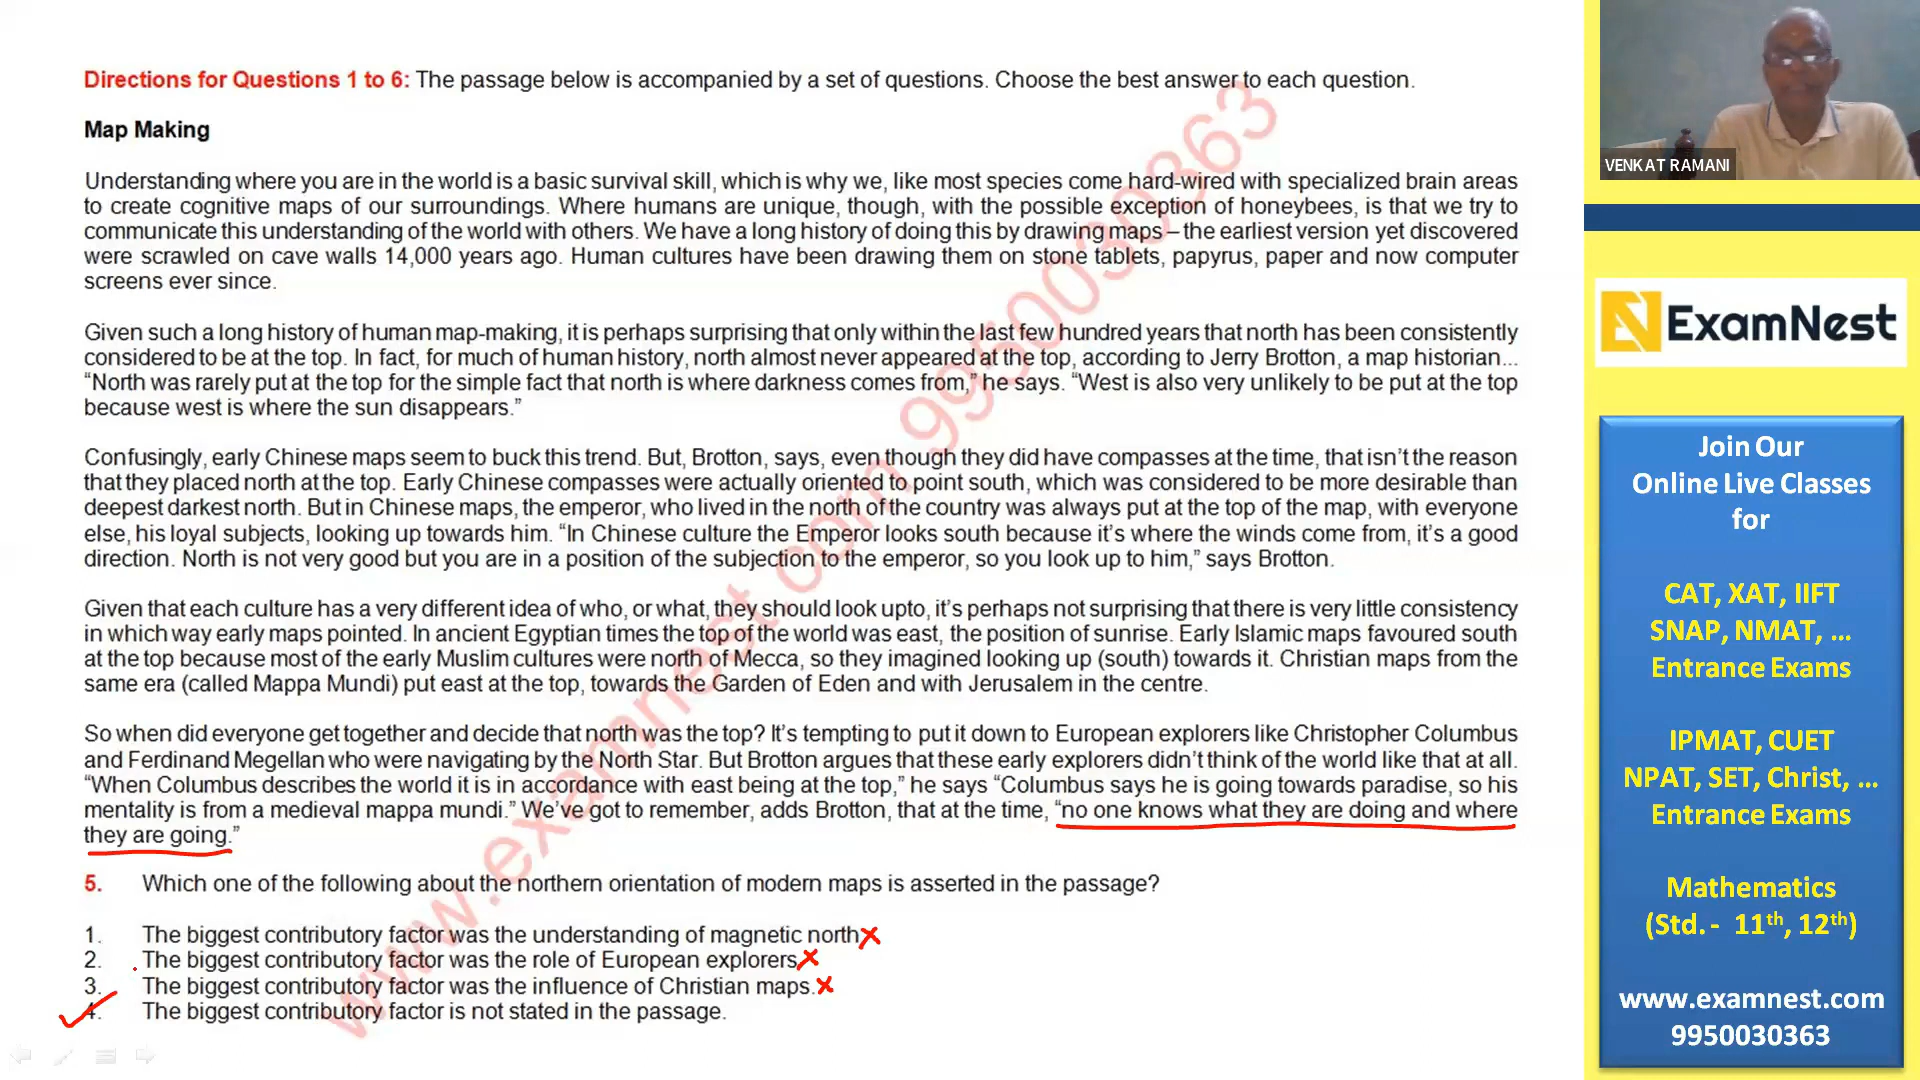 Directions for Questions 1 to 6: The passage below is accompanied by a set of questions. Choose the best answer to each question.
Map Making
Understanding where you are in the world is a basic survival skill, which is why we, like most species come hard-wired with specialized brain areas
to create cognitive maps of our surroundings. Where humans are unique, though, with the possible exception of honeybees, is that we try to
communicate this understanding of the world with others. We have a long history of doing this by drawing maps – the earliest version yet discovered
were scrawled on cave walls 14,000 years ago. Human cultures have been drawing them on stone tablets, papyrus, paper and now computer
screens ever since.
Given such a long history of human map-making, it is perhaps surprising that only within the last few hundred years that north has been consistently
considered to be at the top. In fact, for much of human history, north almost never appeared at the top, according to Jerry Brotton, a map historian...
“North was rarely put at the top for the simple fact that north is where darkness comes from,” he says. “West is also very unlikely to be put at the top
because west is where the sun disappears.”
Confusingly, early Chinese maps seem to buck this trend. But, Brotton, says, even though they did have compasses at the time, that isn’t the reason
that they placed north at the top. Early Chinese compasses were actually oriented to point south, which was considered to be more desirable than
deepest darkest north. But in Chinese maps, the emperor, who lived in the north of the country was always put at the top of the map, with everyone
else, his loyal subjects, looking up towards him. “In Chinese culture the Emperor looks south because it’s where the winds come from, it’s a good
direction. North is not very good but you are in a position of the subjection to the emperor, so you look up to him,” says Brotton.
Given that each culture has a very different idea of who, or what, they should look upto, it’s perhaps not surprising that there is very little consistency
in which way early maps pointed. In ancient Egyptian times the top of the world was east, the position of sunrise. Early Islamic maps favoured south
at the top because most of the early Muslim cultures were north of Mecca, so they imagined looking up (south) towards it. Christian maps from the
same era (called Mappa Mundi) put east at the top, towards the Garden of Eden and with Jerusalem in the centre.
So when did everyone get together and decide that north was the top? It’s tempting to put it down to European explorers like Christopher Columbus
and Ferdinand Megellan who were navigating by the North Star. But Brotton argues that these early explorers didn’t think of the world like that at all.
“When Columbus describes the world it is in accordance with east being at the top,” he says “Columbus says he is going towards paradise, so his
mentality is from a medieval mappa mundi.” We’ve got to remember, adds Brotton, that at the time, “no one knows what they are doing and where
they are going.”
5. Which one of the following about the northern orientation of modern maps is asserted in the passage?
1. The biggest contributory factor was the understanding of magnetic north
2. The biggest contributory factor was the role of European explorers
3. The biggest contributory factor was the influence of Christian maps.
4. The biggest contributory factor is not stated in the passage.
www.examnest.com 9950030363
VENKAT RAMANI
ExamNest
Join Our
Online Live Classes
for
CAT, XAT, IIFT
SNAP, NMAT, ...
Entrance Exams
IPMAT, CUET
NPAT, SET, Christ, ...
Entrance Exams
Mathematics
(Std. - 11th, 12th)
www.examnest.com
9950030363